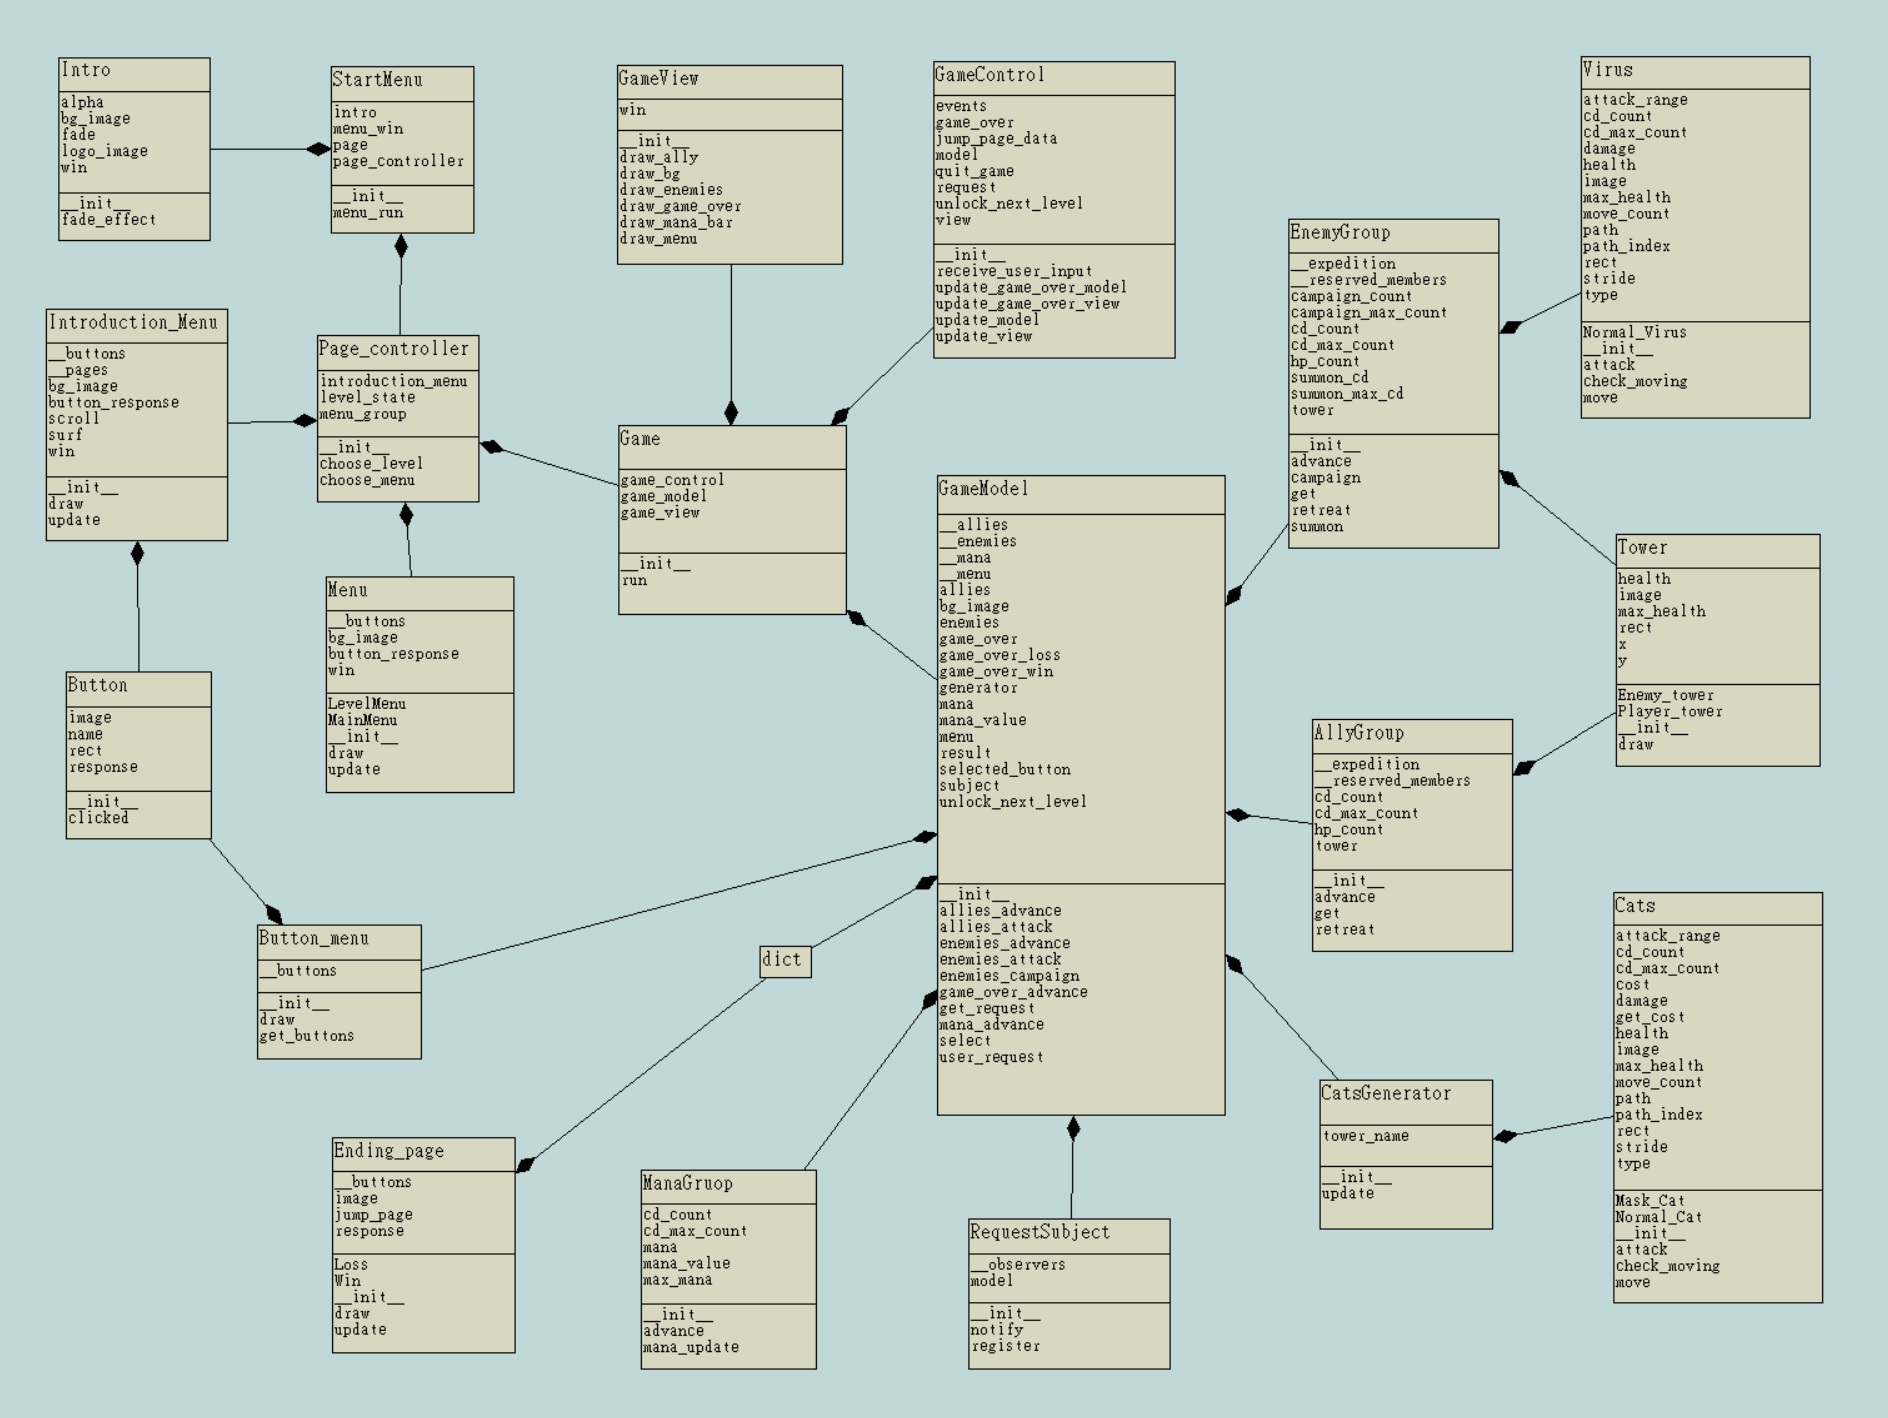 Intro
alpha
bg_image
fade
logo_image
win
__init__
fade_effect
StartMenu
intro
menu_win
page
page_controller
__init__
menu_run
GameView
win
__init__
draw_ally
draw_bg
draw_enemies
draw_game_over
draw_mana_bar
draw_menu
GameControl
events
game_over
jump_page_data
model
quit_game
request
unlock_next_level
view
__init__
receive_user_input
update_game_over_model
update_game_over_view
update_model
update_view
Virus
attack_range
cd_count
cd_max_count
damage
health
image
max_health
move_count
path
path_index
rect
stride
type
Normal_Virus
__init__
attack
check_moving
move
EnemyGroup
__expedition
__reserved_members
campaign_count
campaign_max_count
cd_count
cd_max_count
hp_count
summon_cd
summon_max_cd
tower
__init__
advance
campaign
get
retreat
summon
Introduction_Menu
__buttons
__pages
bg_image
button_response
scroll
surf
win
__init__
draw
update
Page_controller
introduction_menu
level_state
menu_group
__init__
choose_level
choose_menu
Game
game_control
game_model
game_view
__init__
run
GameModel
__allies
__enemies
__mana
__menu
allies
bg_image
enemies
game_over
game_over_loss
game_over_win
generator
mana
mana_value
menu
result
selected_button
subject
unlock_next_level
__init__
allies_advance
allies_attack
enemies_advance
enemies_attack
enemies_campaign
game_over_advance
get_request
mana_advance
select
user_request
Tower
health
image
max_health
rect
x
y
Enemy_tower
Player_tower
__init__
draw
Menu
__buttons
bg_image
button_response
win
LevelMenu
MainMenu
__init__
draw
update
Button
image
name
rect
response
__init__
clicked
AllyGroup
__expedition
__reserved_members
cd_count
cd_max_count
hp_count
tower
__init__
advance
get
retreat
Cats
attack_range
cd_count
cd_max_count
cost
damage
get_cost
health
image
max_health
move_count
path
path_index
rect
stride
type
Mask_Cat
Normal_Cat
__init__
attack
check_moving
move
Button_menu
__buttons
__init__
draw
get_buttons
dict
CatsGenerator
tower_name
__init__
update
Ending_page
__buttons
image
jump_page
response
Loss
Win
__init__
draw
update
ManaGruop
cd_count
cd_max_count
mana
mana_value
max_mana
__init__
advance
mana_update
RequestSubject
__observers
model
__init__
notify
register